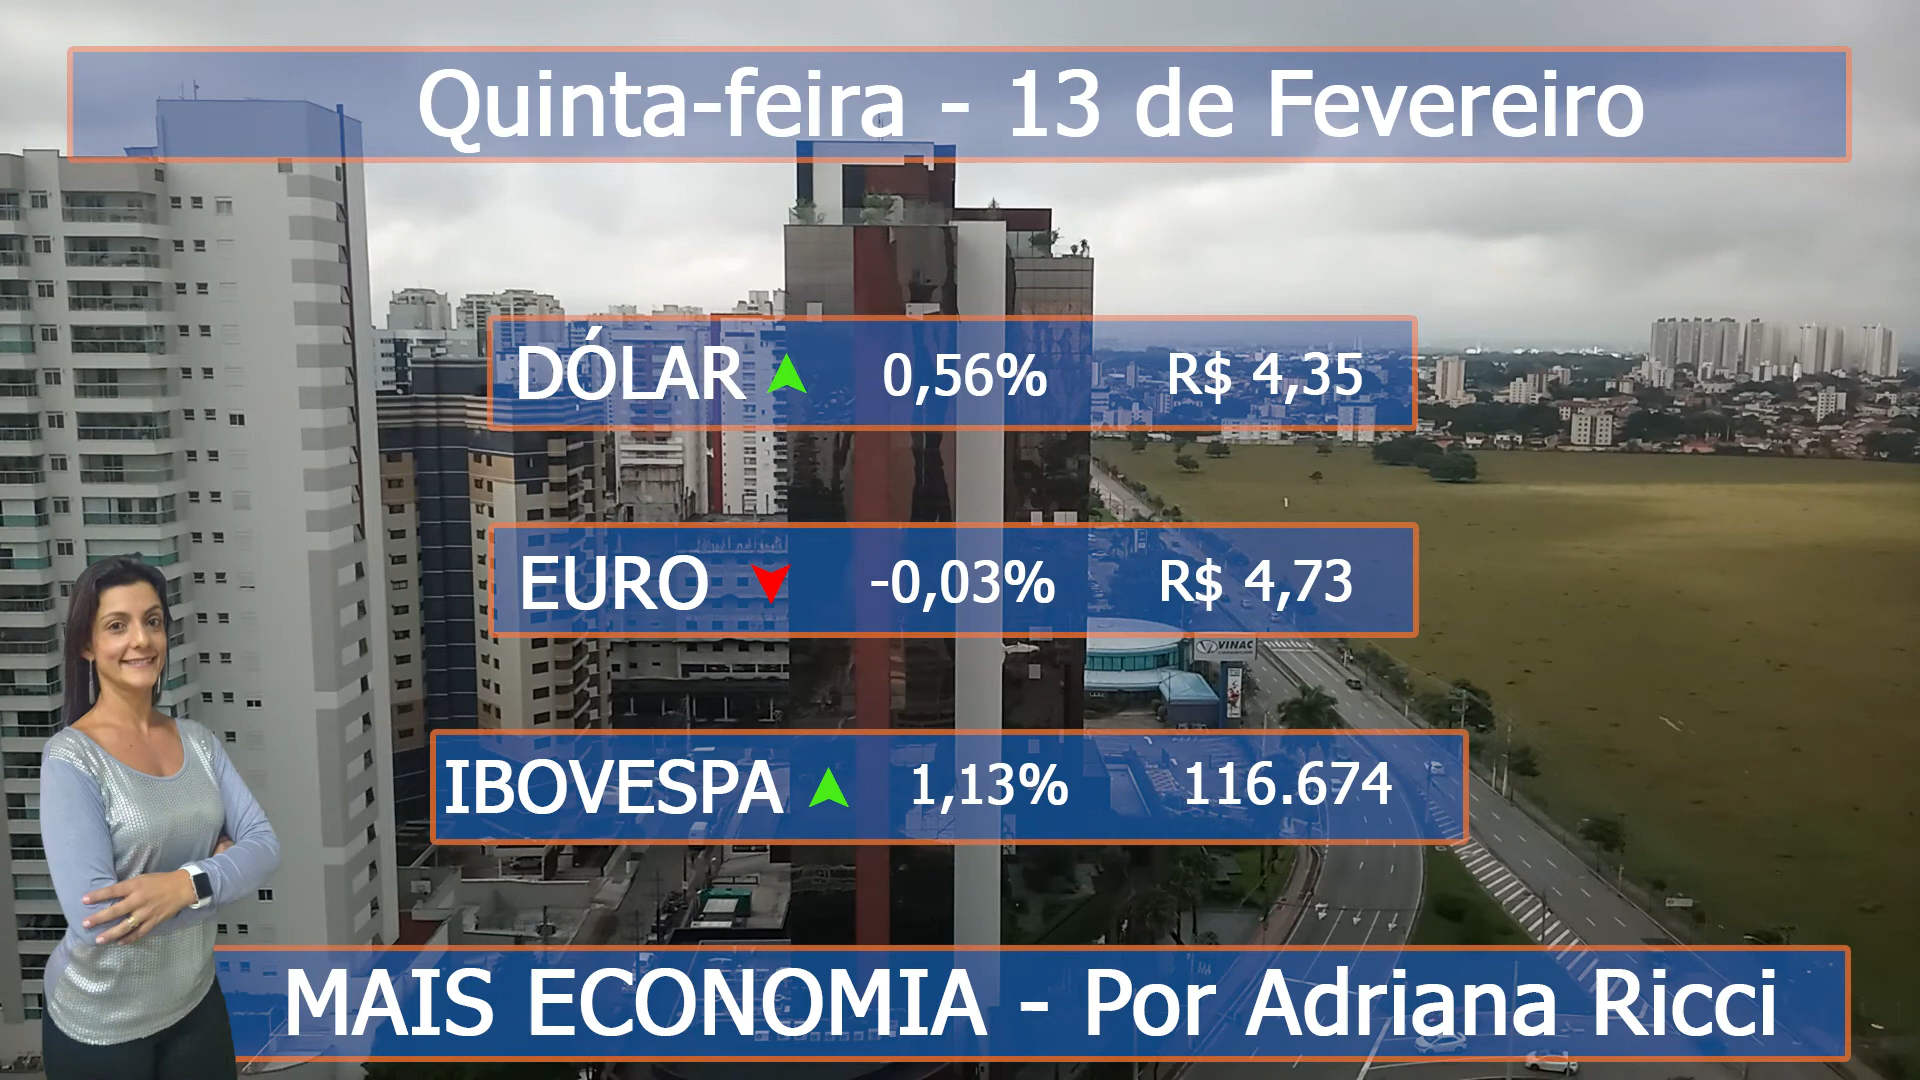 Quinta-feira - 13 de Fevereiro
DÓLAR 0,56% R$ 4,35
EURO -0,03% R$ 4,73
VINAC
IBOVESPA 1,13% 116.674
MAIS ECONOMIA - Por Adriana Ricci